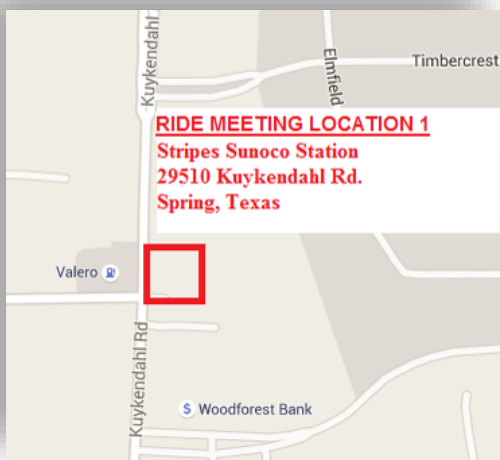 Kuykendahl
Elmfield
Timbercrest
RIDE MEETING LOCATION 1
Stripes Sunoco Station
29510 Kuykendahl Rd.
Spring, Texas
Valero
Kuykendahl Rd
$ Woodforest Bank